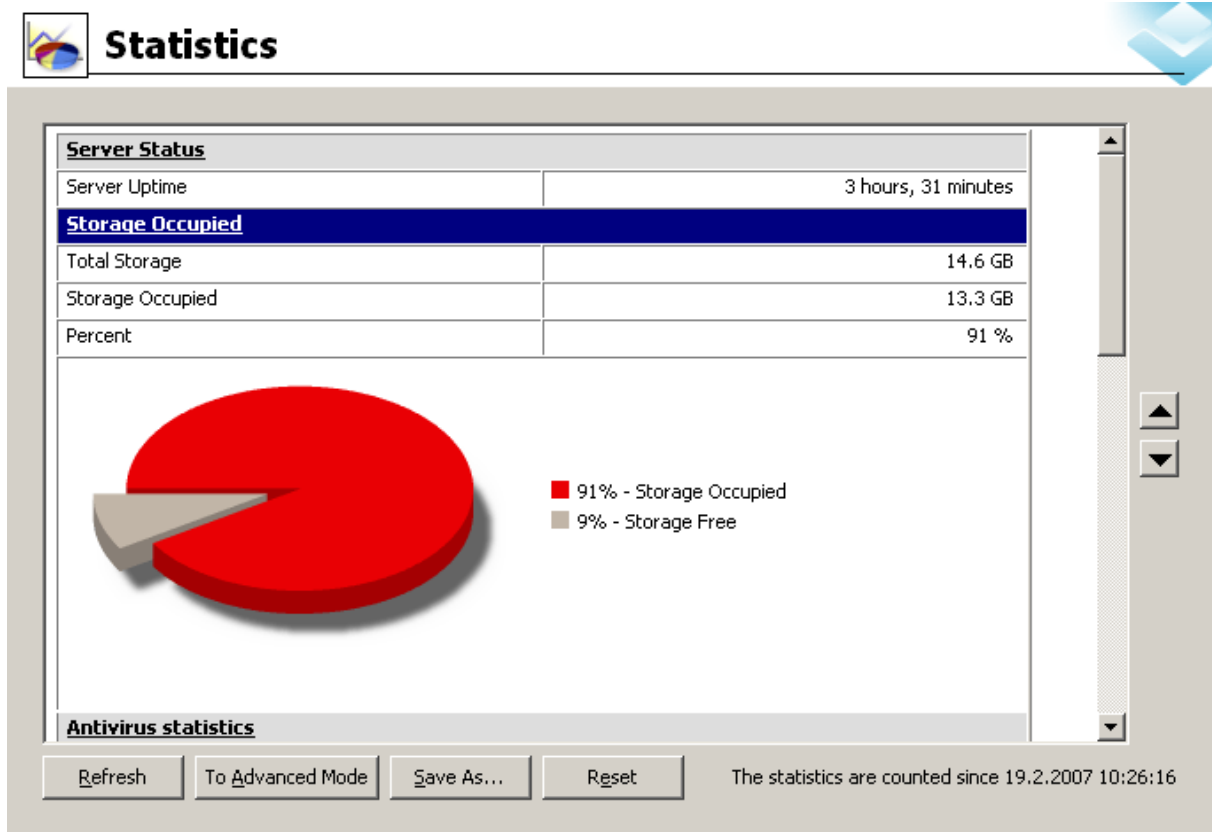 Statistics
Server Status
Server Uptime 3 hours, 31 minutes
Storage Occupied
Total Storage 14.6 GB
Storage Occupied 13.3 GB
Percent 91 %
91% - Storage Occupied
9% - Storage Free
Antivirus statistics
Refresh To Advanced Mode Save As... Reset The statistics are counted since 19.2.2007 10:26:16